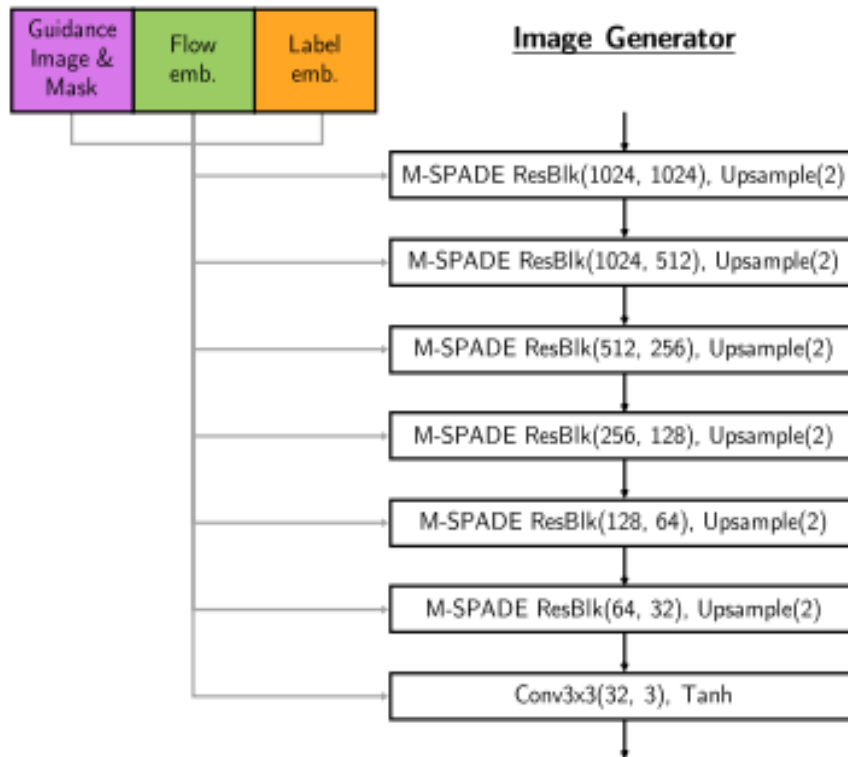 Guidance
Image &
Mask
Flow
emb.
Label
emb.
Image Generator
M-SPADE ResBlk(1024, 1024), Upsample(2)
M-SPADE ResBlk(1024, 512), Upsample(2)
M-SPADE ResBlk(512, 256), Upsample(2)
M-SPADE ResBlk(256, 128), Upsample(2)
M-SPADE ResBlk(128, 64), Upsample(2)
M-SPADE ResBlk(64, 32), Upsample(2)
Conv3x3(32, 3), Tanh